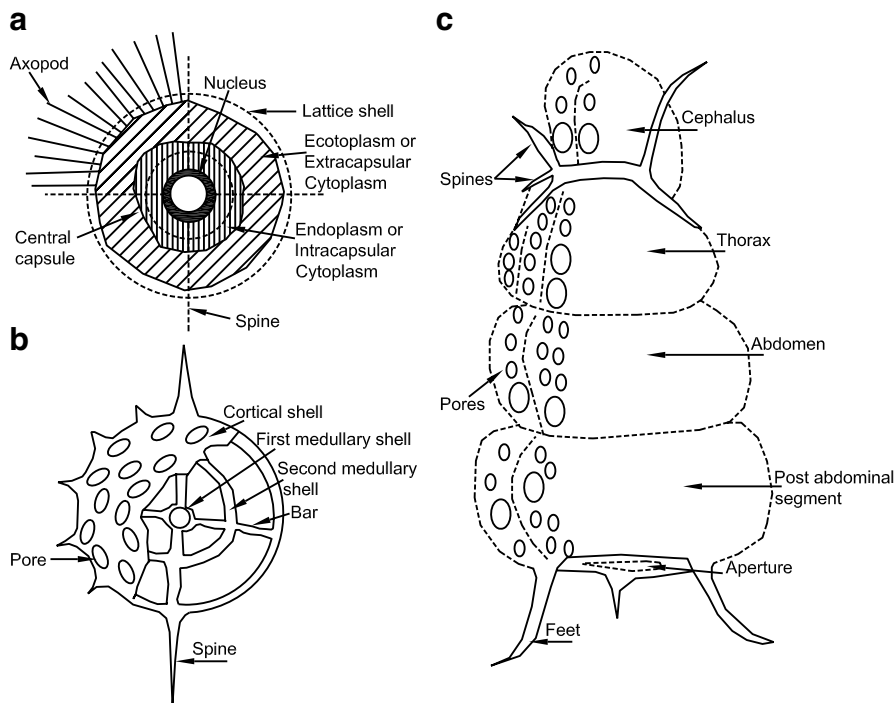 a
Axopod
Nucleus
Lattice shell
Ecotoplasm or
Extracapsular
Cytoplasm
Endoplasm or
Intracapsular
Cytoplasm
Central
capsule
Spine
b
Cortical shell
First medullary shell
Second medullary
shell
Bar
Pore
Spine
c
Cephalus
Spines
Thorax
Abdomen
Pores
Post abdominal
segment
Aperture
Feet